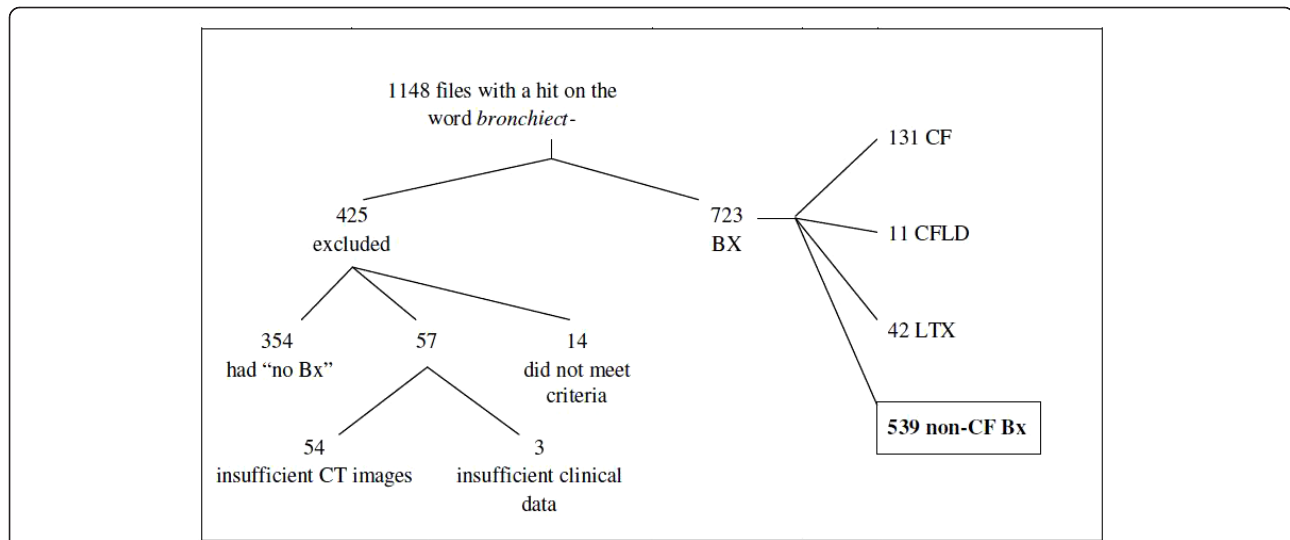 1148 files with a hit on the
word bronchiect-
425
excluded
723
BX
131 CF
11 CFLD
42 LTX
539 non-CF Bx
354
had “no Bx”
57
14
did not meet
criteria
54
insufficient CT images
3
insufficient clinical
data